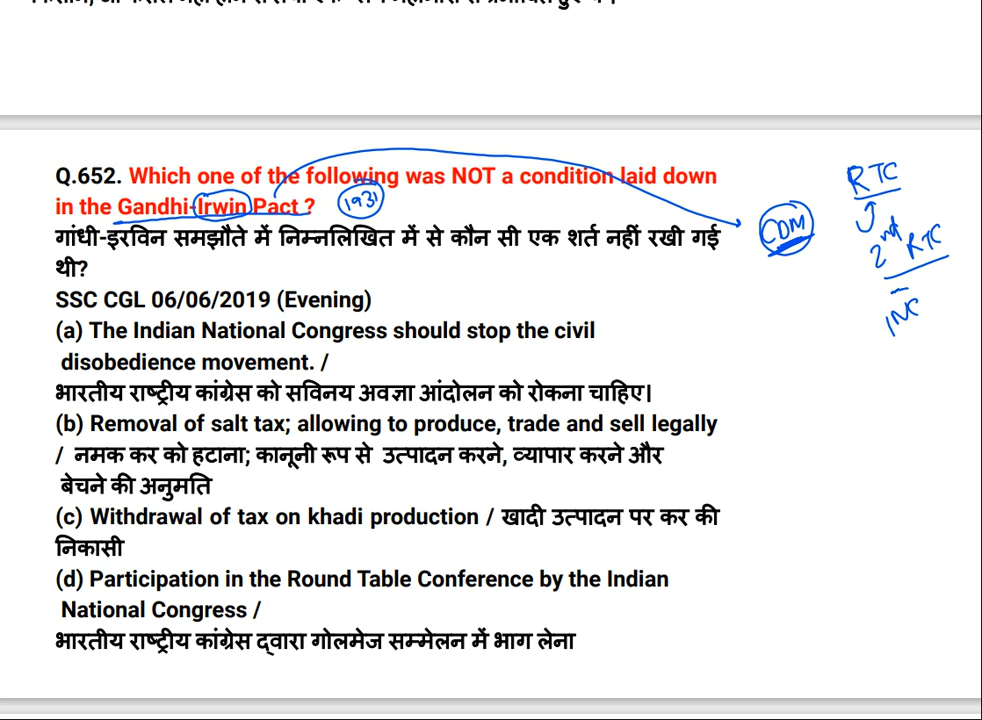 Q.652. Which one of the following was NOT a condition laid down
in the Gandhi-Irwin Pact ?
1931
गांधी-इरविन समझौते में निम्नलिखित में से कौन सी एक शर्त नहीं रखी गई
थी?
SSC CGL 06/06/2019 (Evening)
(a) The Indian National Congress should stop the civil
disobedience movement. /
भारतीय राष्ट्रीय कांग्रेस को सविनय अवज्ञा आंदोलन को रोकना चाहिए।
(b) Removal of salt tax; allowing to produce, trade and sell legally
/ नमक कर को हटाना; कानूनी रूप से उत्पादन करने, व्यापार करने और
बेचने की अनुमति
(c) Withdrawal of tax on khadi production / खादी उत्पादन पर कर की
निकासी
(d) Participation in the Round Table Conference by the Indian
National Congress /
भारतीय राष्ट्रीय कांग्रेस द्वारा गोलमेज सम्मेलन में भाग लेना
CDM
RTC
2nd RTC
INC